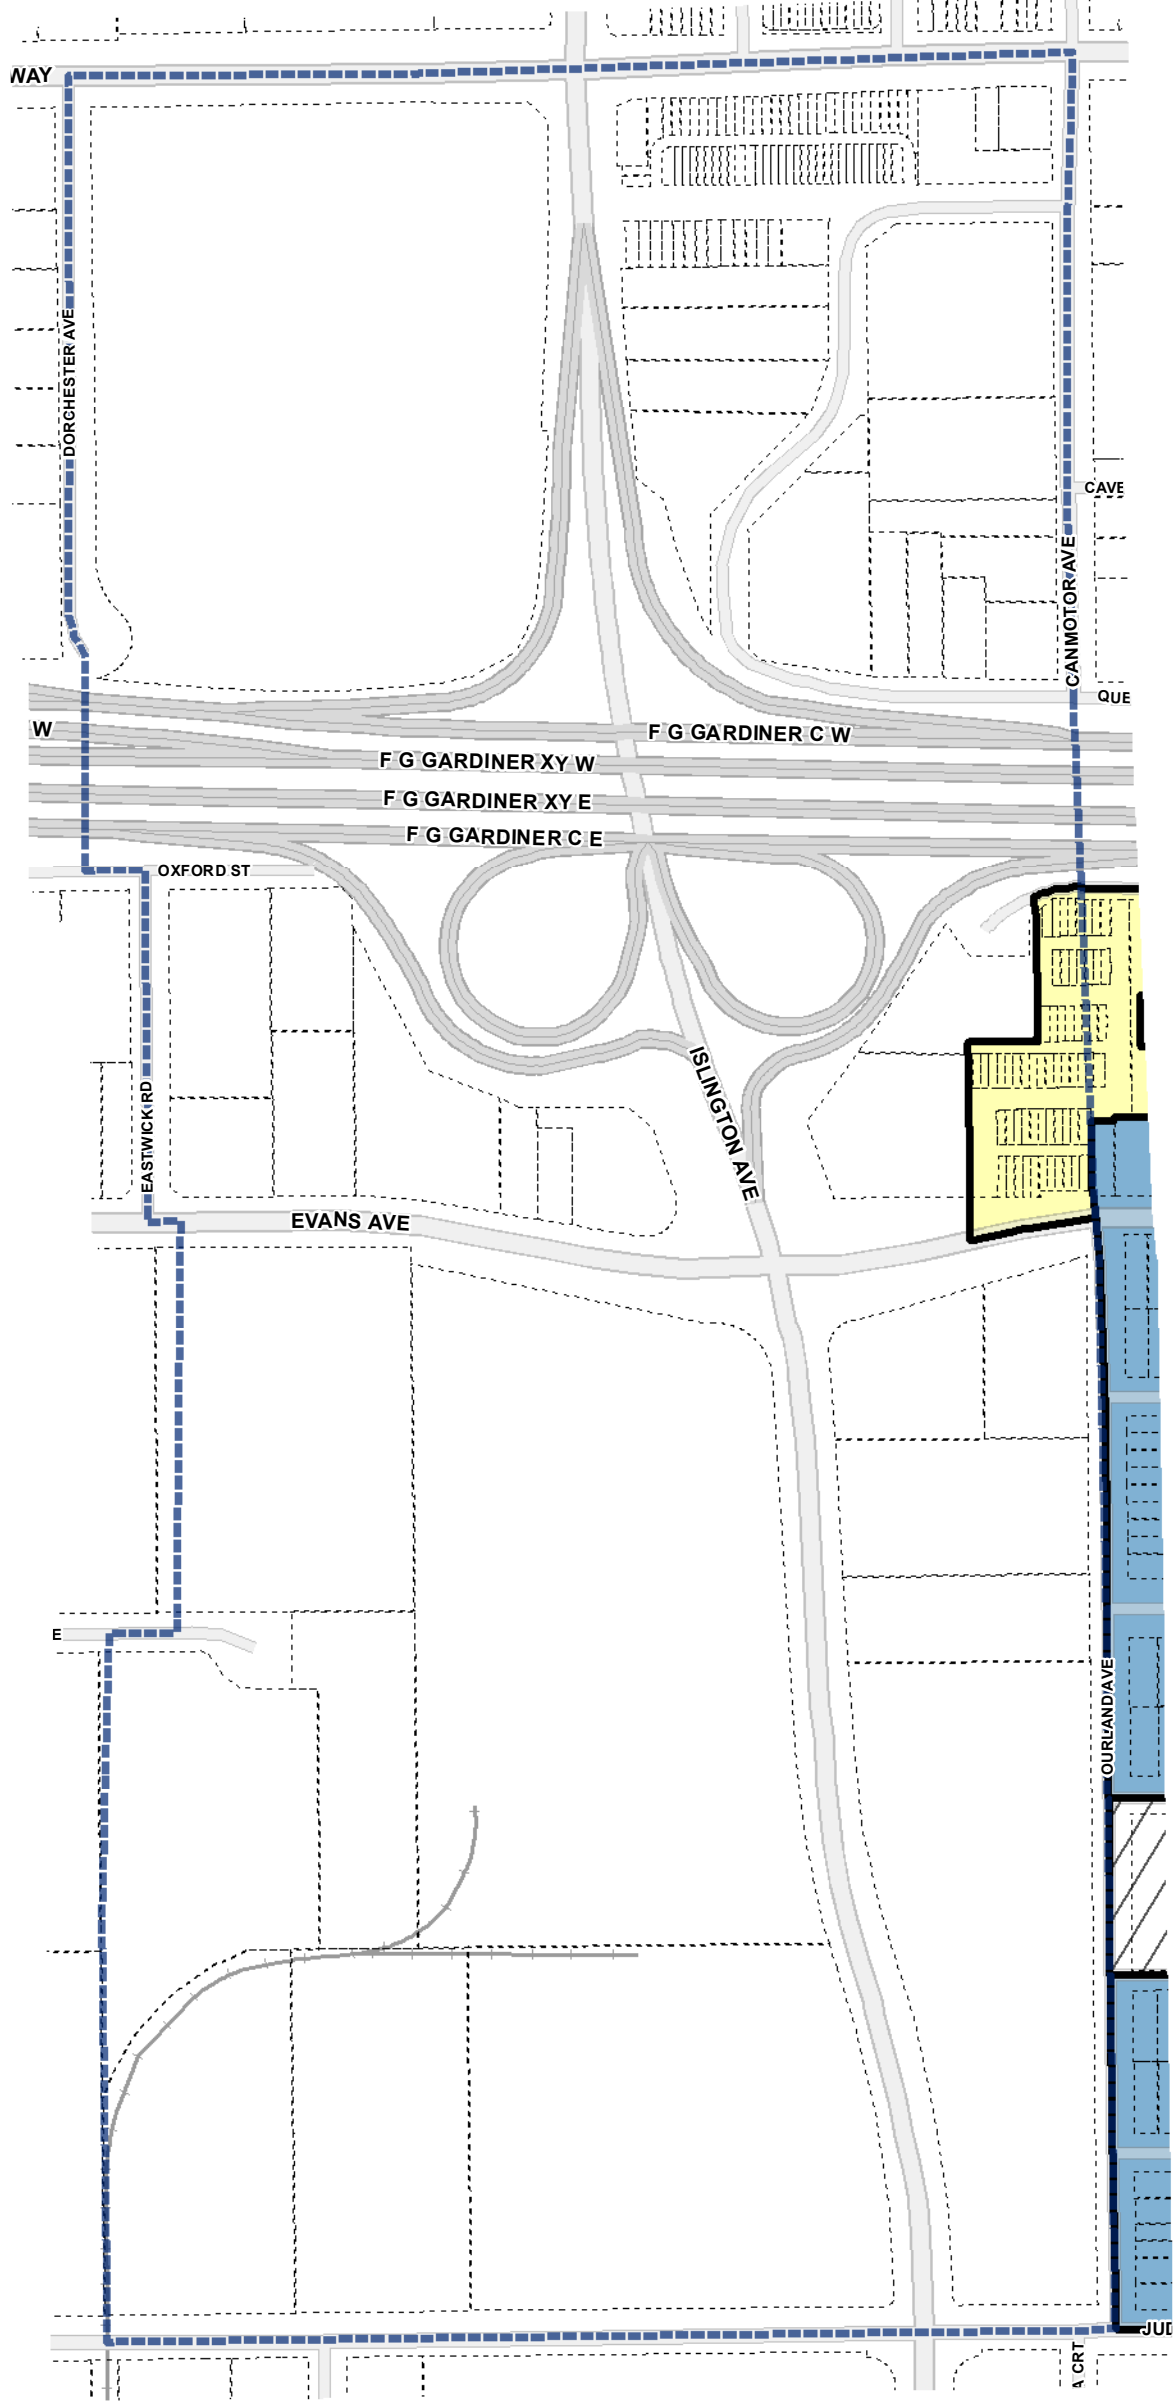 WAY
DORCHESTER AVE
CAVE
CANMOTOR AVE
QUE
W
F G GARDINER C W
F G GARDINER XY W
F G GARDINER XY E
F G GARDINER C E
OXFORD ST
ISLINGTON AVE
EASTWICK RD
EVANS AVE
E
OURLAND AVE
JUD
A CRT